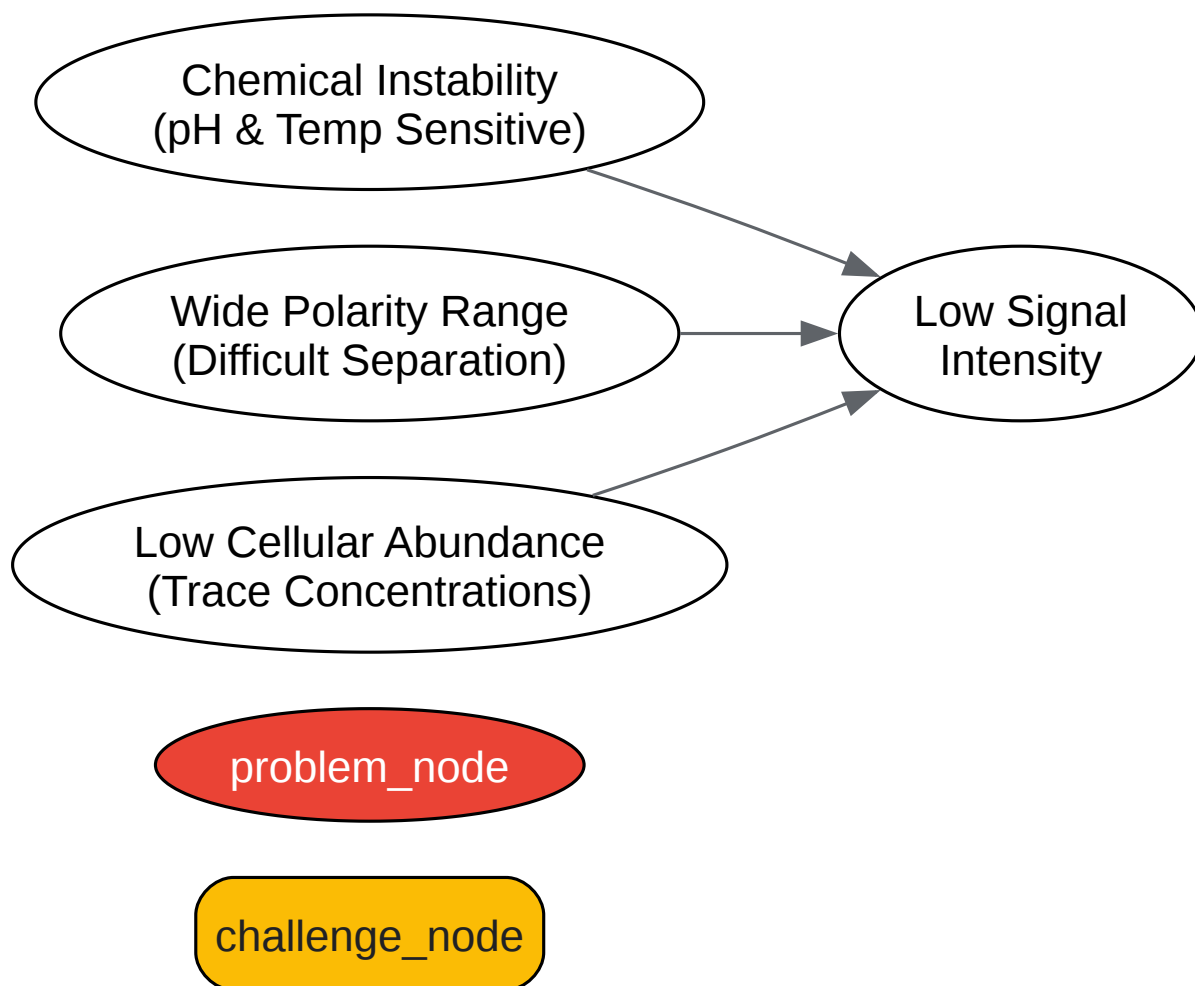 Chemical Instability
(pH & Temp Sensitive)
Wide Polarity Range
(Difficult Separation)
Low Signal
Intensity
Low Cellular Abundance
(Trace Concentrations)
problem_node
challenge_node